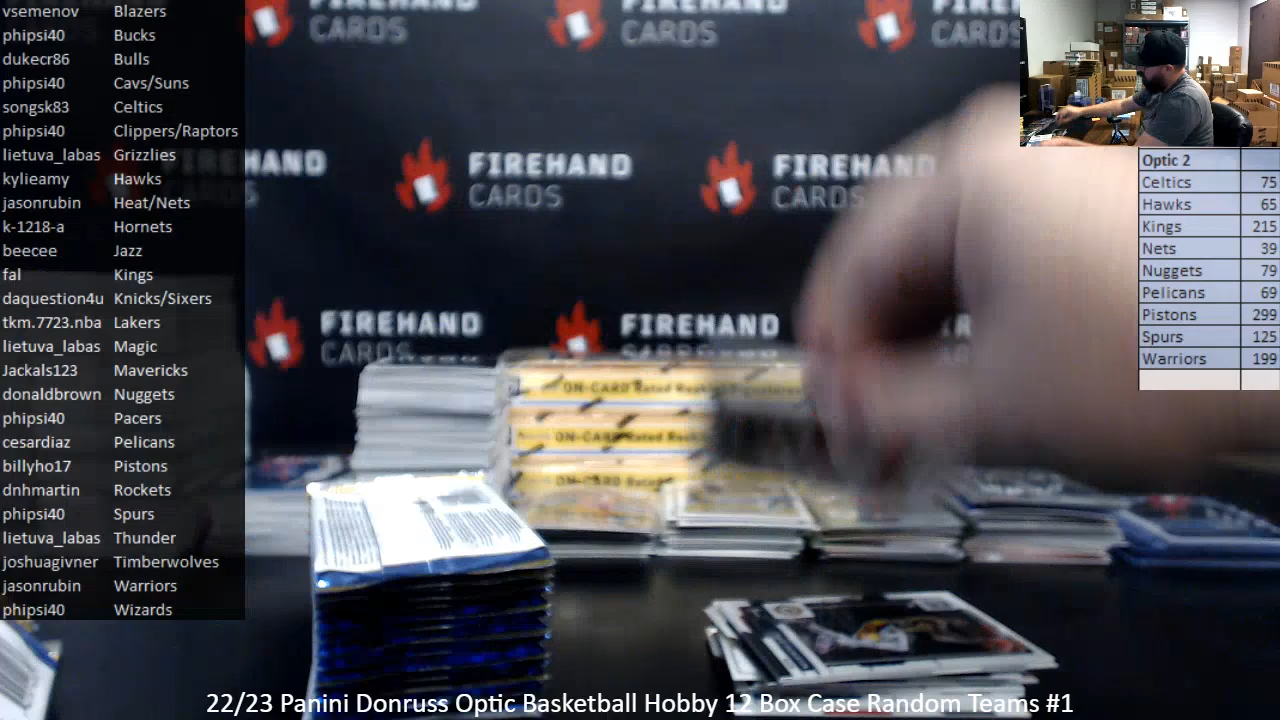 vsemenov Blazers
phipsi40 Bucks
dukecr86 Bulls
phipsi40 Cavs/Suns
songsk83 Celtics
phipsi40 Clippers/Raptors
lietuva_labas Grizzlies
kylieamy Hawks
jasonrubin Heat/Nets
k-1218-a Hornets
beecee Jazz
fal Kings
daquestion4u Knicks/Sixers
tkm.7723.nba Lakers
lietuva_labas Magic
Jackals123 Mavericks
donaldbrown Nuggets
phipsi40 Pacers
cesardiaz Pelicans
billyho17 Pistons
dnhmartin Rockets
phipsi40 Spurs
lietuva_labas Thunder
joshuagivner Timberwolves
jasonrubin Warriors
phipsi40 Wizards
FIREHAND CARDS
FIREHAND CARDS
CARDS
FIREHAND CARDS
FIREHAND CARDS
FIREHAND CARDS
FIREHAND
ON-CARD Rated
ON-CARD Rated
ON-CARD
Optic 2
Celtics 75
Hawks 65
Kings 215
Nets 39
Nuggets 79
Pelicans 69
Pistons 299
Spurs 125
Warriors 199
22/23 Panini Donruss Optic Basketball Hobby 12 Box Case Random Teams #1